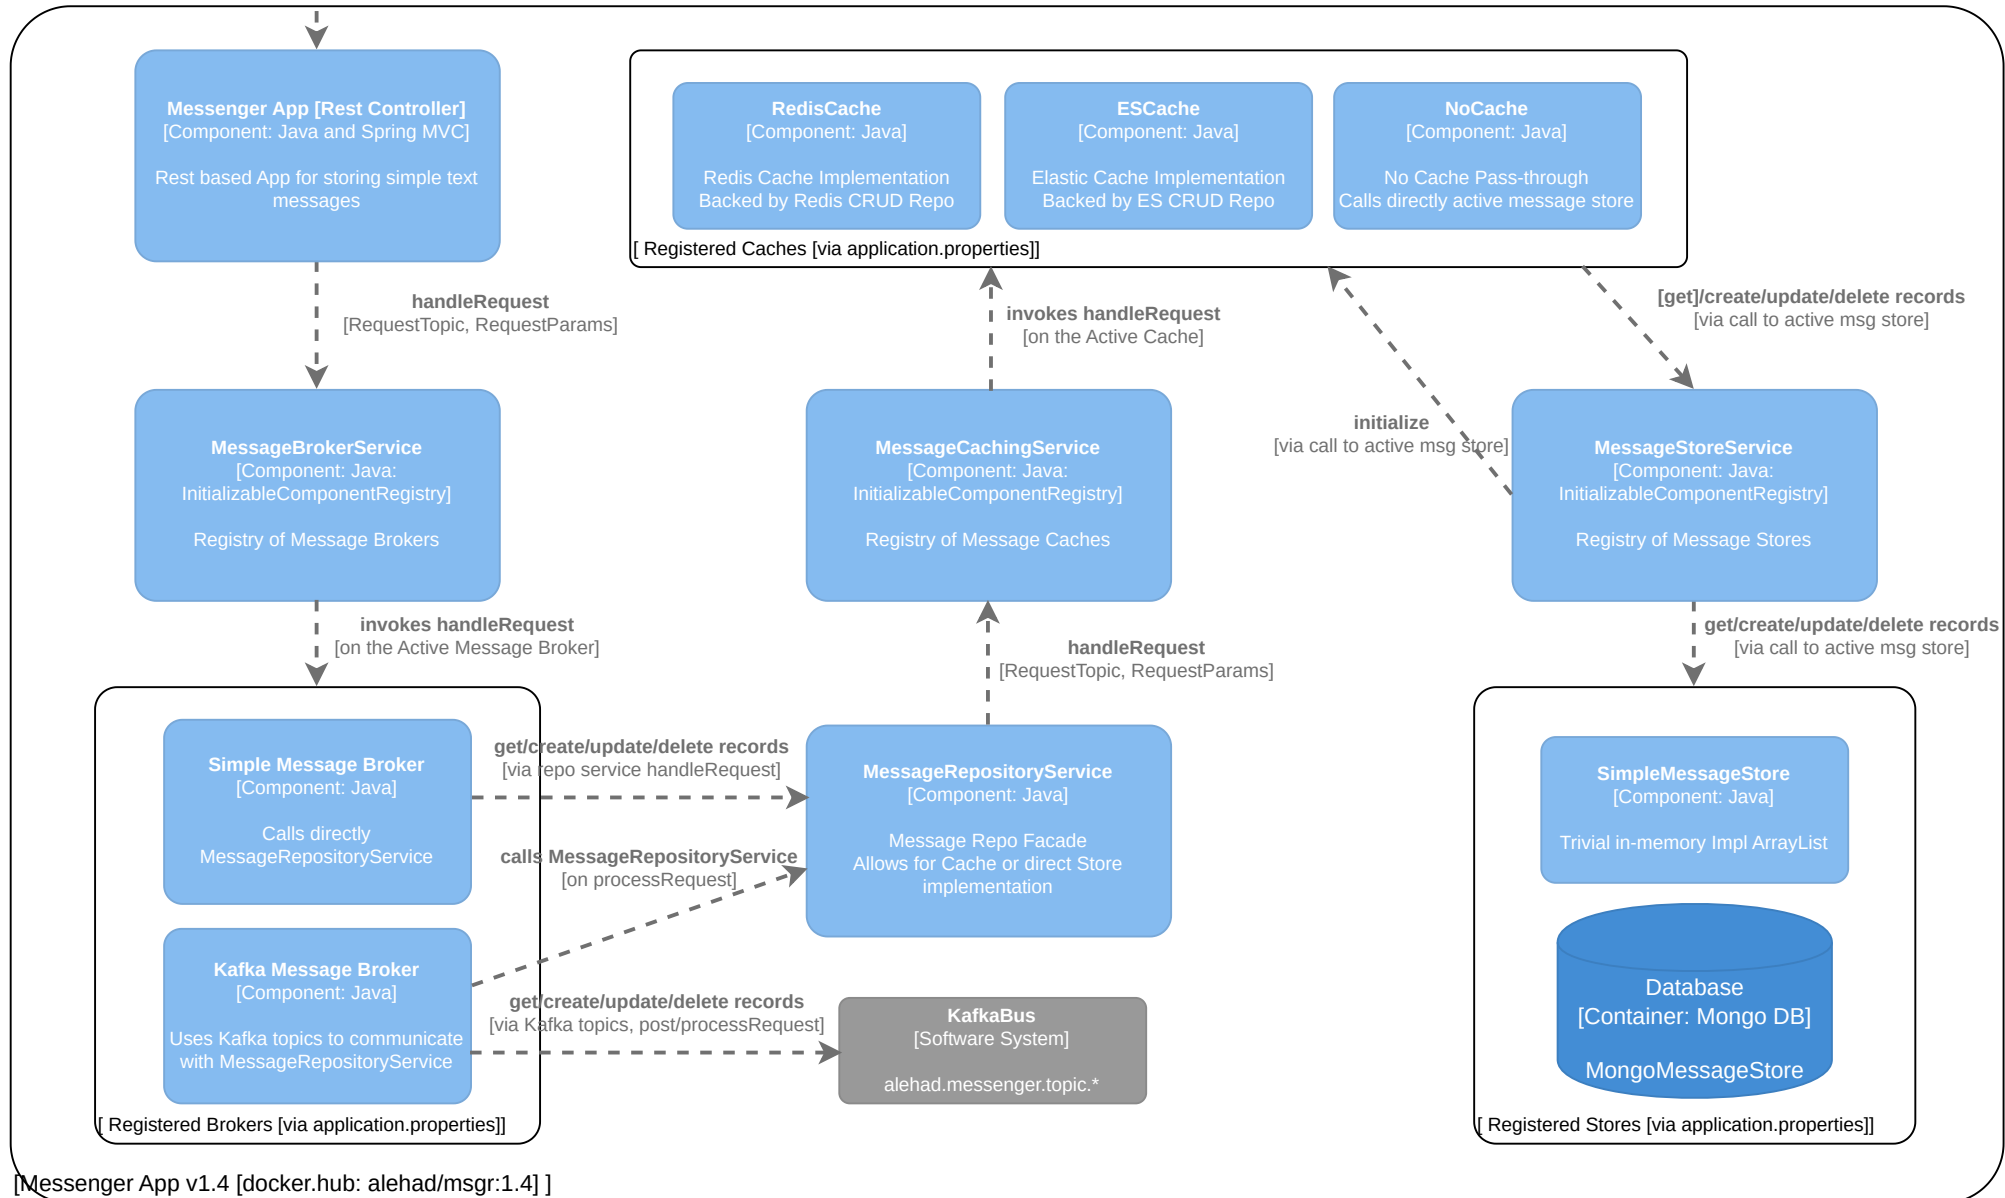 Messenger App [Rest Controller]
[Component: Java and Spring MVC]
Rest based App for storing simple text
messages
RedisCache
[Component: Java]
Redis Cache Implementation
Backed by Redis CRUD Repo
ESCache
[Component: Java]
Elastic Cache Implementation
Backed by ES CRUD Repo
NoCache
[Component: Java]
No Cache Pass-through
Calls directly active message store
[ Registered Caches [via application.properties]]
handleRequest
[RequestTopic, RequestParams]
invokes handleRequest
[on the Active Cache]
[get]/create/update/delete records
[via call to active msg store]
initialize
[via call to active msg store]
MessageBrokerService
[Component: Java:
InitializableComponentRegistry]
Registry of Message Brokers
MessageCachingService
[Component: Java:
InitializableComponentRegistry]
Registry of Message Caches
MessageStoreService
[Component: Java:
InitializableComponentRegistry]
Registry of Message Stores
invokes handleRequest
[on the Active Message Broker]
handleRequest
[RequestTopic, RequestParams]
get/create/update/delete records
[via call to active msg store]
Simple Message Broker
[Component: Java]
Calls directly
MessageRepositoryService
get/create/update/delete records
[via repo service handleRequest]
MessageRepositoryService
[Component: Java]
Message Repo Facade
Allows for Cache or direct Store
implementation
SimpleMessageStore
[Component: Java]
Trivial in-memory Impl ArrayList
calls MessageRepositoryService
[on processRequest]
Kafka Message Broker
[Component: Java]
Uses Kafka topics to communicate
with MessageRepositoryService
get/create/update/delete records
[via Kafka topics, post/processRequest]
KafkaBus
[Software System]
alehad.messenger.topic.*
Database
[Container: Mongo DB]
MongoMessageStore
[ Registered Brokers [via application.properties]]
[ Registered Stores [via application.properties]]
[Messenger App v1.4 [docker.hub: alehad/msgr:1.4] ]